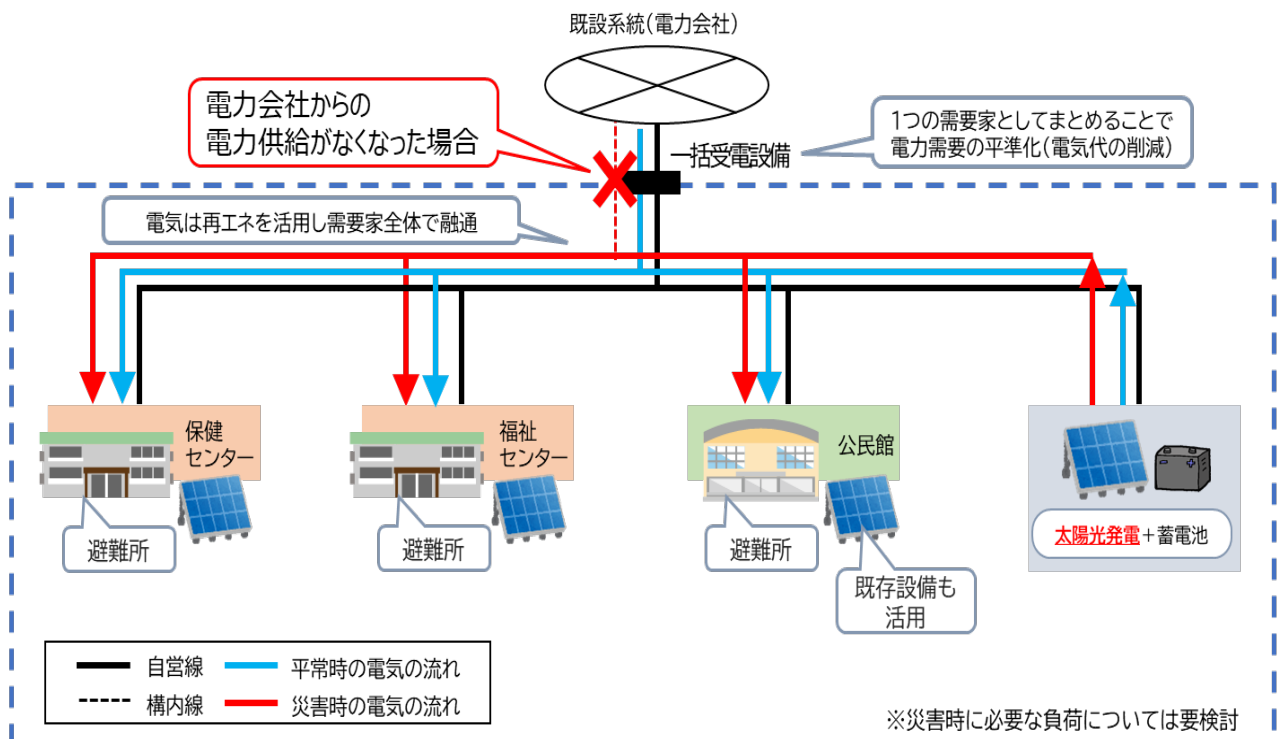 既設系統(電力会社)
電力会社からの
電力供給がなくなった場合
1つの需要家としてまとめることで
電力需要の平準化(電気代の削減)
一括受電設備
電気は再エネを活用し需要家全体で融通
保健
センター
避難所
福祉
センター
避難所
公民館
避難所
既存設備も
活用
太陽光発電+蓄電池
自営線
平常時の電気の流れ
構内線
災害時の電気の流れ
※災害時に必要な負荷については要検討